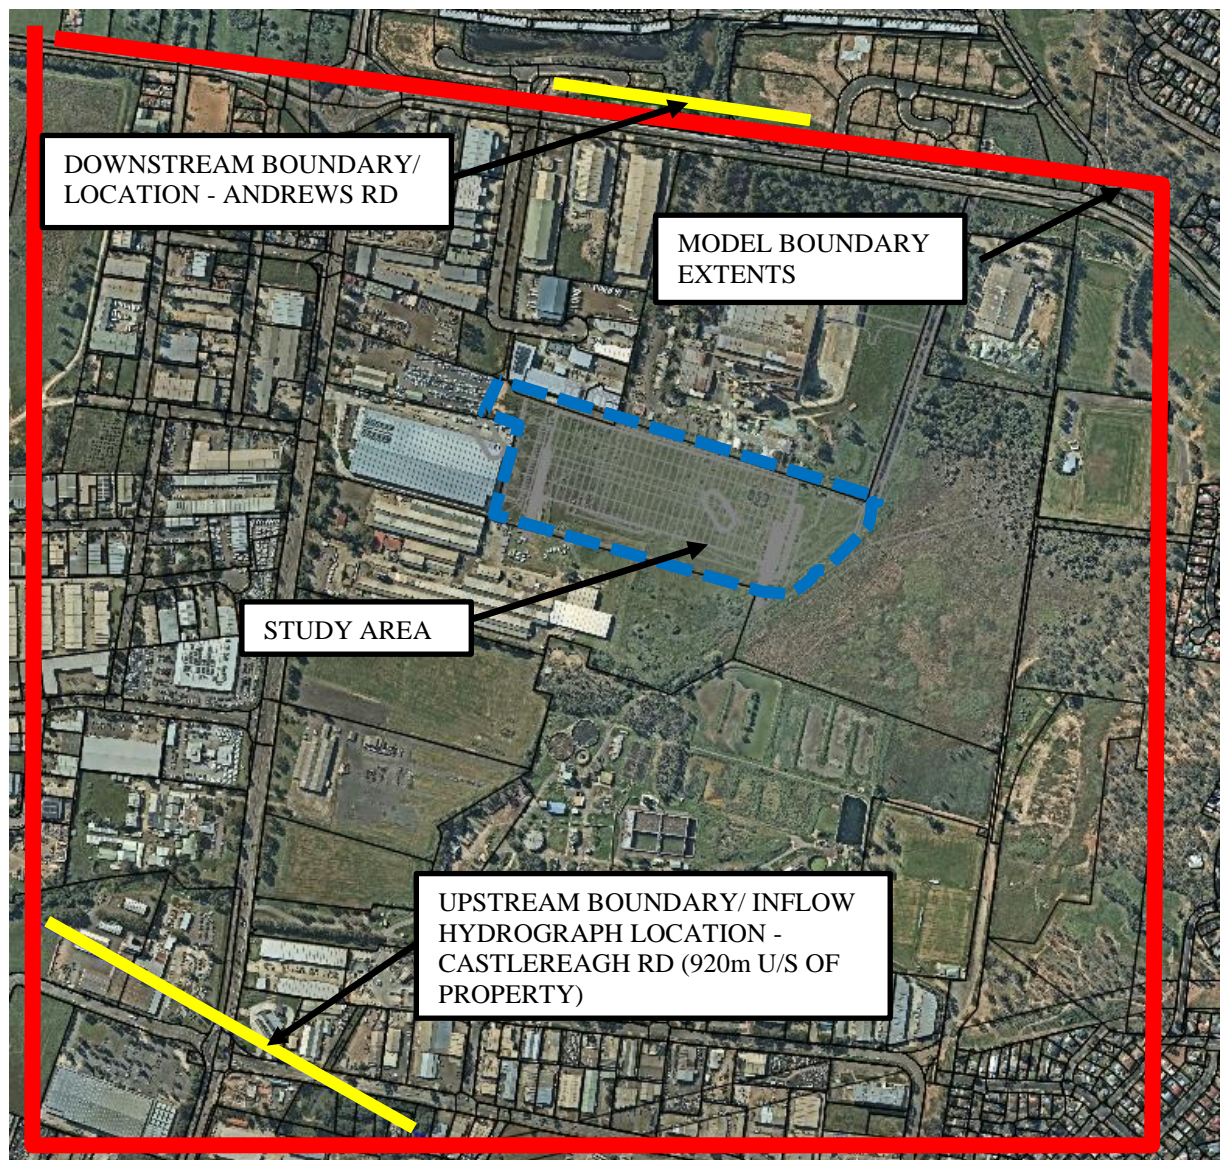 DOWNSTREAM BOUNDARY/
LOCATION - ANDREWS RD
MODEL BOUNDARY
EXTENTS
STUDY AREA
UPSTREAM BOUNDARY/ INFLOW
HYDROGRAPH LOCATION -
CASTLEREAGH RD (920m U/S OF
PROPERTY)